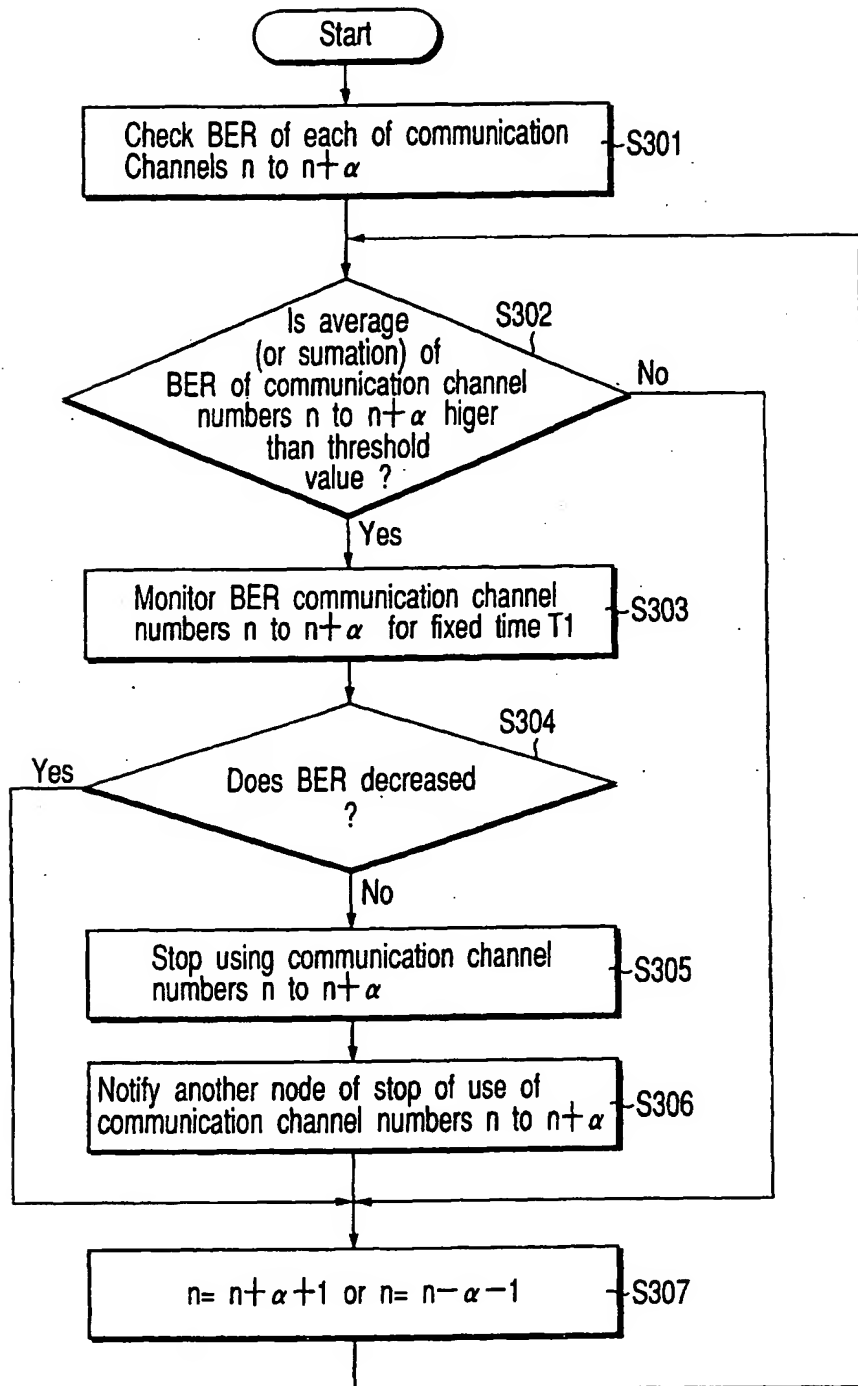 Start
Check BER of each of communication
Channels n to n+α
S301
S302
Is average
(or sumation) of
BER of communication channel
numbers n to n+α higer
than threshold
value ?
No
Yes
Monitor BER communication channel
numbers n to n+α for fixed time T1
S303
S304
Yes
Does BER decreased
?
No
Stop using communication channel
numbers n to n+α
S305
Notify another node of stop of use of
communication channel numbers n to n+α
S306
n= n+α+1 or n= n-α-1
S307